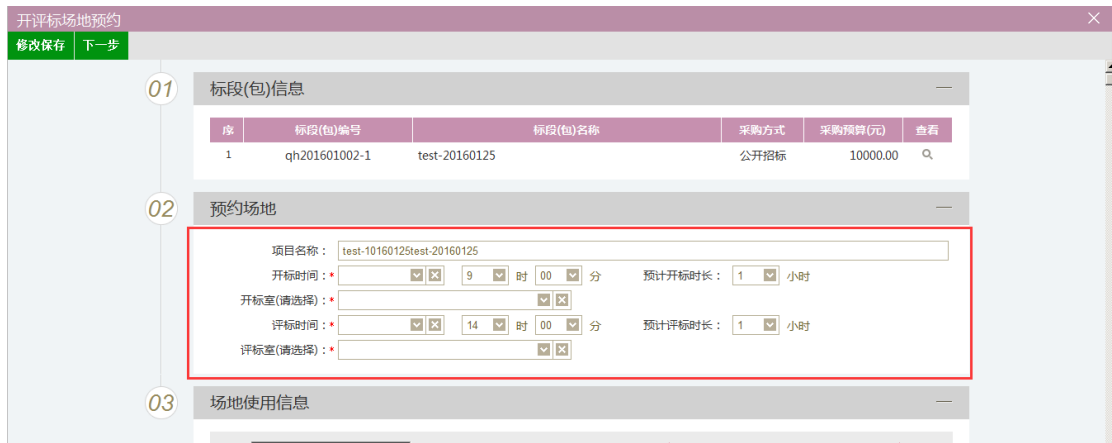 开评标场地预约
修改保存 下一步
01 标段(包)信息
序 标段(包)编号 标段(包)名称 采购方式 采购预算(元) 查看
1 qh201601002-1 test-20160125 公开招标 10000.00
02 预约场地
项目名称： test-10160125test-20160125
开标时间：* 9 时 00 分 预计开标时长： 1 小时
开标室(请选择)：*
评标时间：* 14 时 00 分 预计评标时长： 1 小时
评标室(请选择)：*
03 场地使用信息